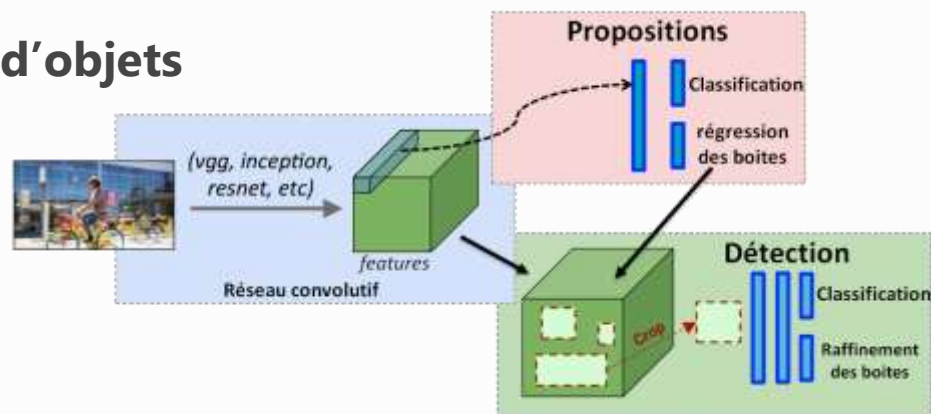 d'objets
Propositions
Classification
régression
des boites
(vgg, inception,
resnet, etc)
features
Réseau convolutif
Détection
Classification
Crop
Raffinement
des boites